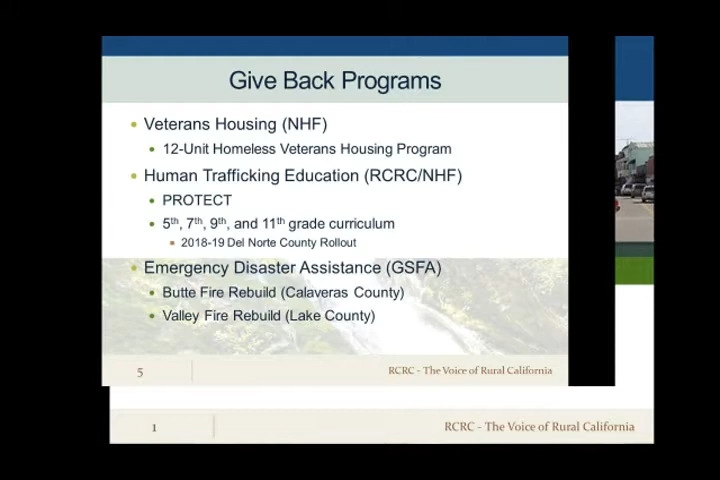 Give Back Programs
• Veterans Housing (NHF)
• 12-Unit Homeless Veterans Housing Program
• Human Trafficking Education (RCRC/NHF)
• PROTECT
• 5th, 7th, 9th, and 11th grade curriculum
▪ 2018-19 Del Norte County Rollout
• Emergency Disaster Assistance (GSFA)
• Butte Fire Rebuild (Calaveras County)
• Valley Fire Rebuild (Lake County)
5 RCRC - The Voice of Rural California
1 RCRC - The Voice of Rural California